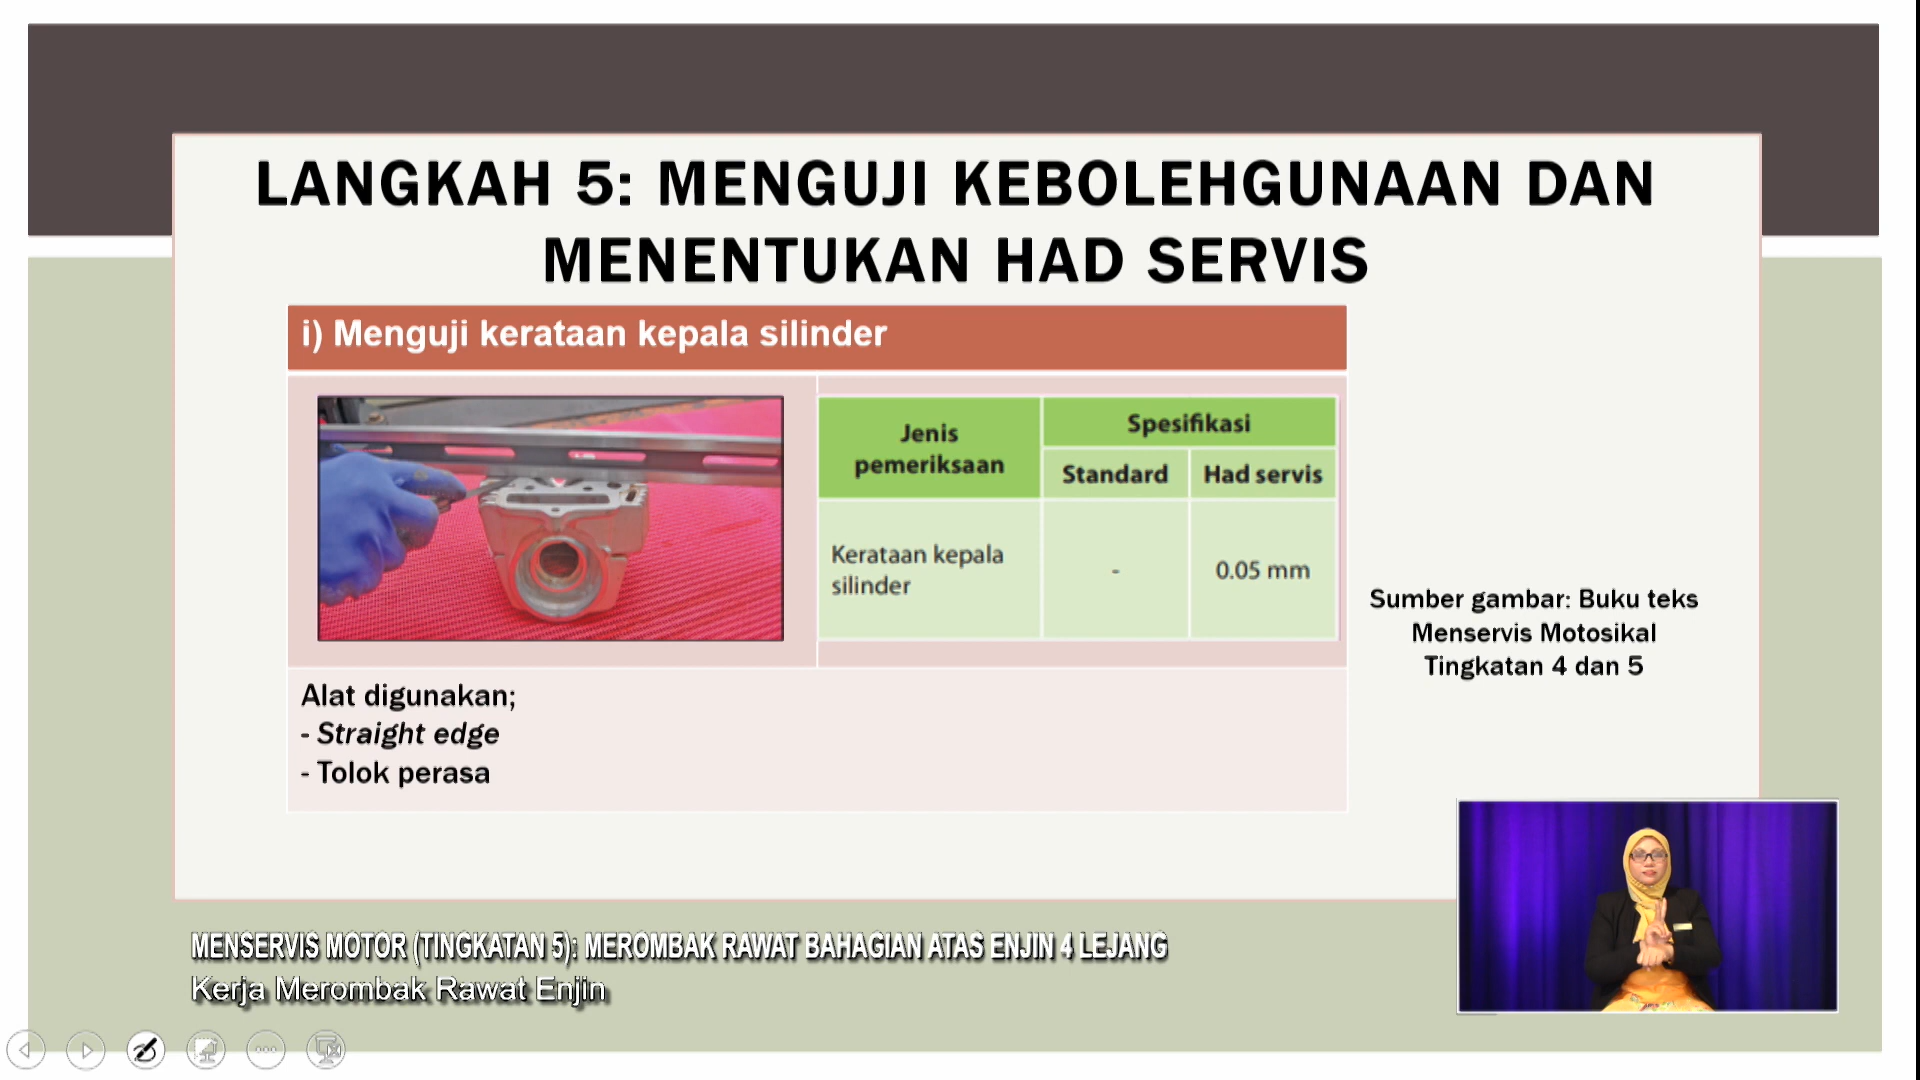 LANGKAH 5: MENGUJI KEBOLEHGUNAAN DAN
MENENTUKAN HAD SERVIS
i) Menguji kerataan kepala silinder
Jenis
pemeriksaan
Spesifikasi
Standard
Had servis
Kerataan kepala
silinder
-
0.05 mm
Alat digunakan;
- Straight edge
- Tolok perasa
Sumber gambar: Buku teks
Menservis Motosikal
Tingkatan 4 dan 5
MENSERVIS MOTOR (TINGKATAN 5): MEROMBAK RAWAT BAHAGIAN ATAS ENJIN 4 LEJANG
Kerja Merombak Rawat Enjin